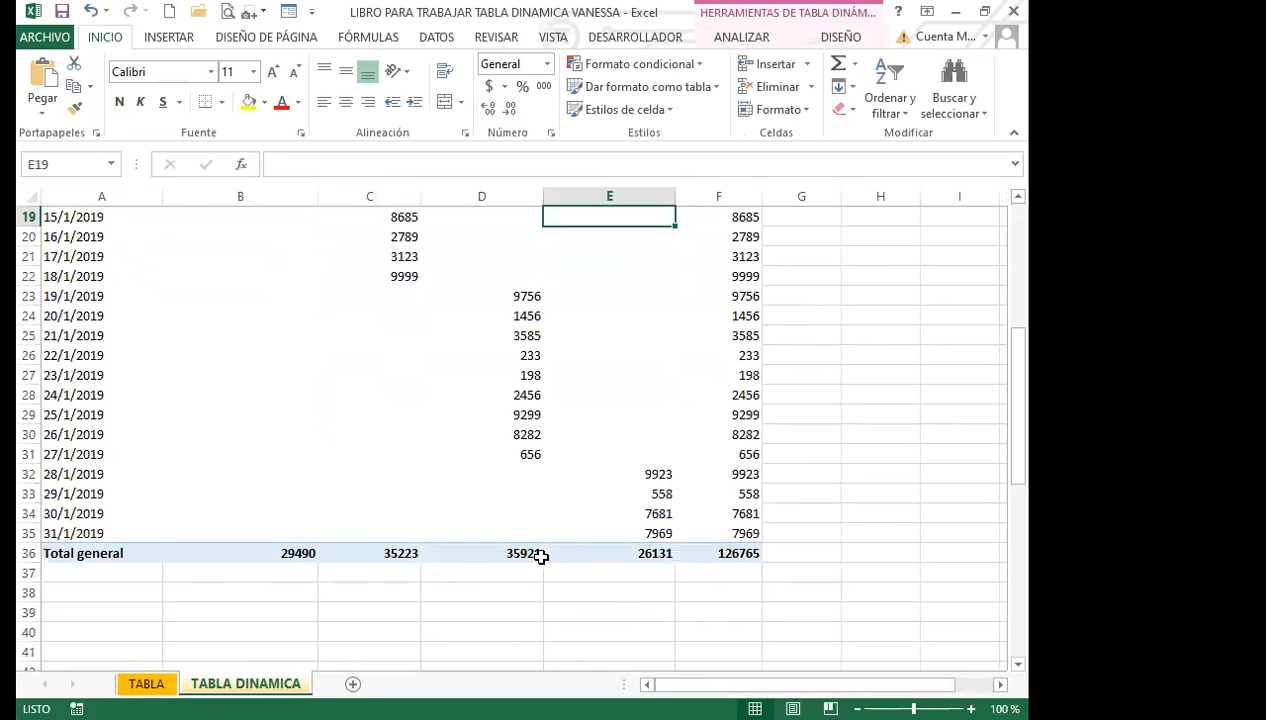 LIBRO PARA TRABAJAR TABLA DINAMICA VANESSA - Excel
HERRAMIENTAS DE TABLA DINÁM...
ARCHIVO INICIO INSERTAR DISEÑO DE PÁGINA FÓRMULAS DATOS REVISAR VISTA DESARROLLADOR ANALIZAR DISEÑO Cuenta M...
Calibri 11 General Formato condicional Insertar
Pegar N K S $ % 000 Dar formato como tabla Eliminar Ordenar y filtrar Buscar y seleccionar
Estilos de celda Formato
Portapapeles Fuente Alineación Número Estilos Celdas Modificar
E19 fx
A B C D E F G H I
19 15/1/2019 8685 8685
20 16/1/2019 2789 2789
21 17/1/2019 3123 3123
22 18/1/2019 9999 9999
23 19/1/2019 9756 9756
24 20/1/2019 1456 1456
25 21/1/2019 3585 3585
26 22/1/2019 233 233
27 23/1/2019 198 198
28 24/1/2019 2456 2456
29 25/1/2019 9299 9299
30 26/1/2019 8282 8282
31 27/1/2019 656 656
32 28/1/2019 9923 9923
33 29/1/2019 558 558
34 30/1/2019 7681 7681
35 31/1/2019 7969 7969
36 Total general 29490 35223 35921 26131 126765
37
38
39
40
41
TABLA TABLA DINAMICA
LISTO 100 %